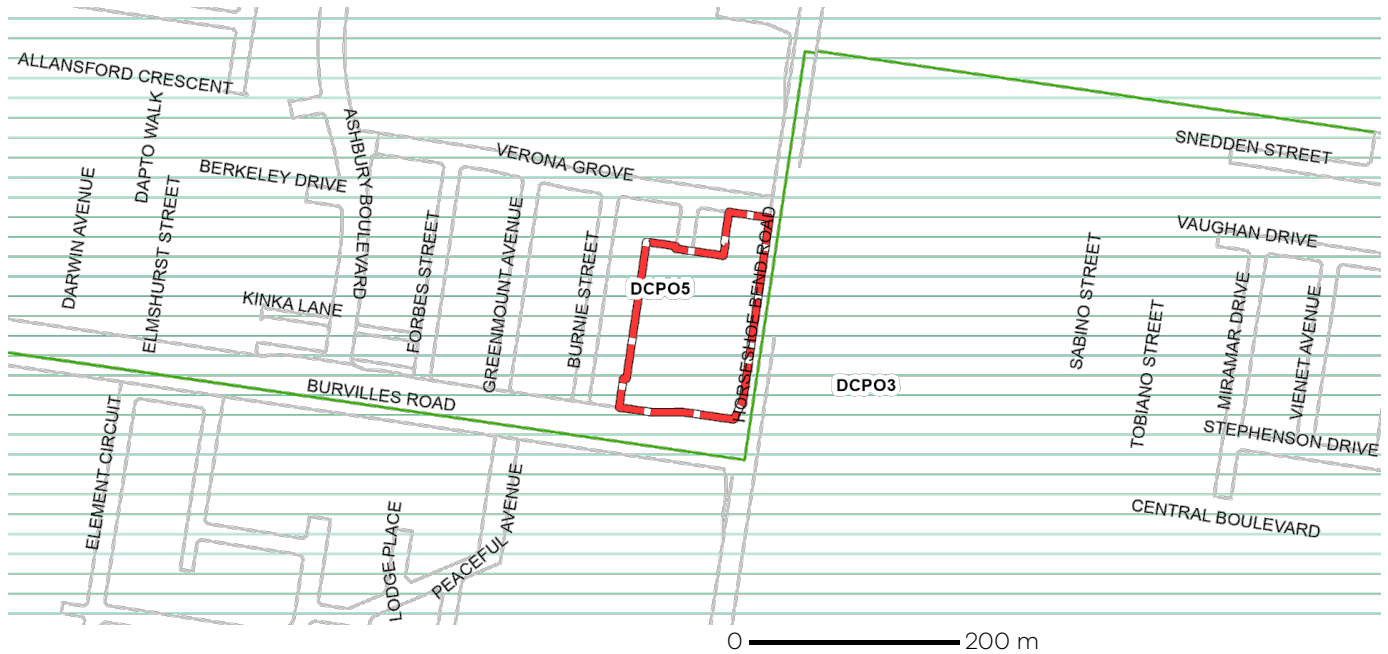 ALLANSFORD CRESCENT
DAPTO WALK
ASHBURY BOULEVARD
VERONA GROVE
SNEDDEN STREET
BERKELEY DRIVE
DARWIN AVENUE
ELMSHURST STREET
FORBES STREET
GREENMOUNT AVENUE
BURNIE STREET
HORSESHOE BEND ROAD
VAUGHAN DRIVE
SABINO STREET
MIRAMAR DRIVE
VIENET AVENUE
TOBIANO STREET
KINKA LANE
DCPO5
DCPO3
BURVILLES ROAD
STEPHENSON DRIVE
ELEMENT CIRCUIT
LODGE PLACE
PEACEFUL AVENUE
CENTRAL BOULEVARD
0 200 m